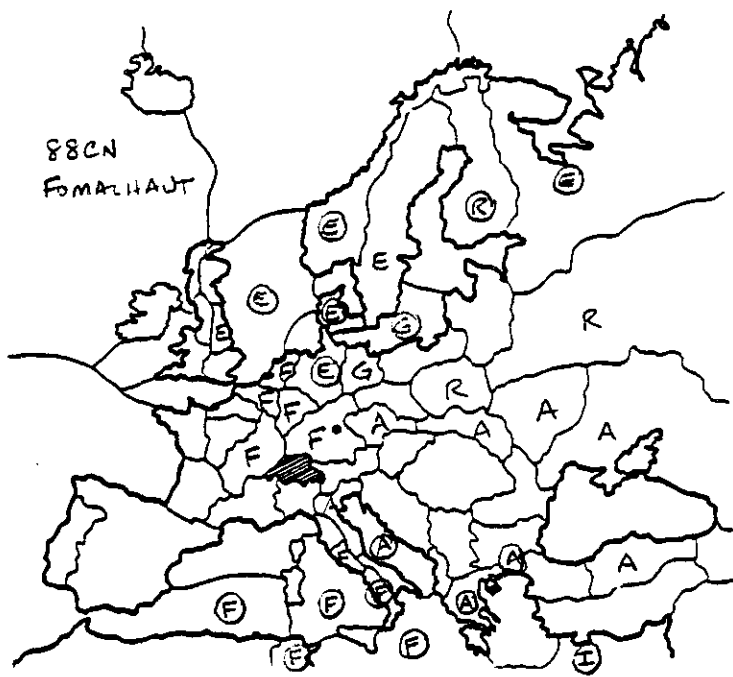 88CN
FOMALHAUT
E
R
E
E
E
E G R
E
E E G
F F R A A
F F A A
A
A A A
F
F F F A
F F I